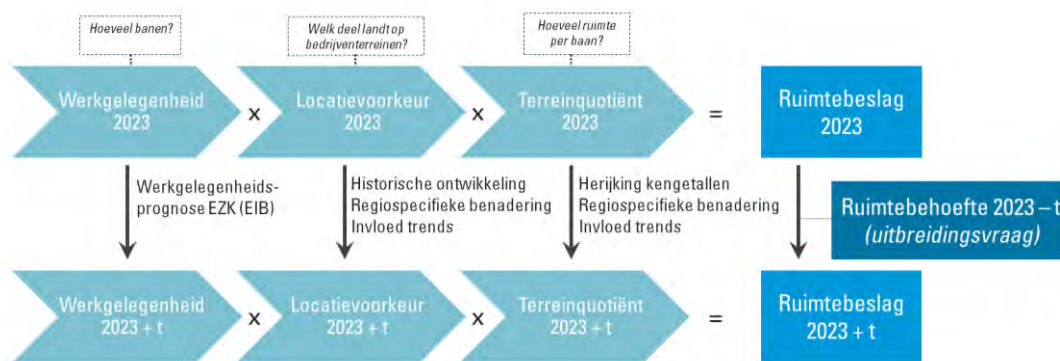 Hoeveel banen?
Welk deel landt op
bedrijventerreinen?
Hoeveel ruimte
per baan?
Werkgelegenheid
2023
x
Locatievoorkeur
2023
x
Terreinquotiënt
2023
=
Ruimtebeslag
2023
Werkgelegenheids-
prognose EZK (EIB)
Historische ontwikkeling
Regiospecifieke benadering
Invloed trends
Herijking kengetallen
Regiospecifieke benadering
Invloed trends
Ruimtebehoefte 2023 – t
(uitbreidingsvraag)
Werkgelegenheid
2023 + t
x
Locatievoorkeur
2023 + t
x
Terreinquotiënt
2023 + t
=
Ruimtebeslag
2023 + t